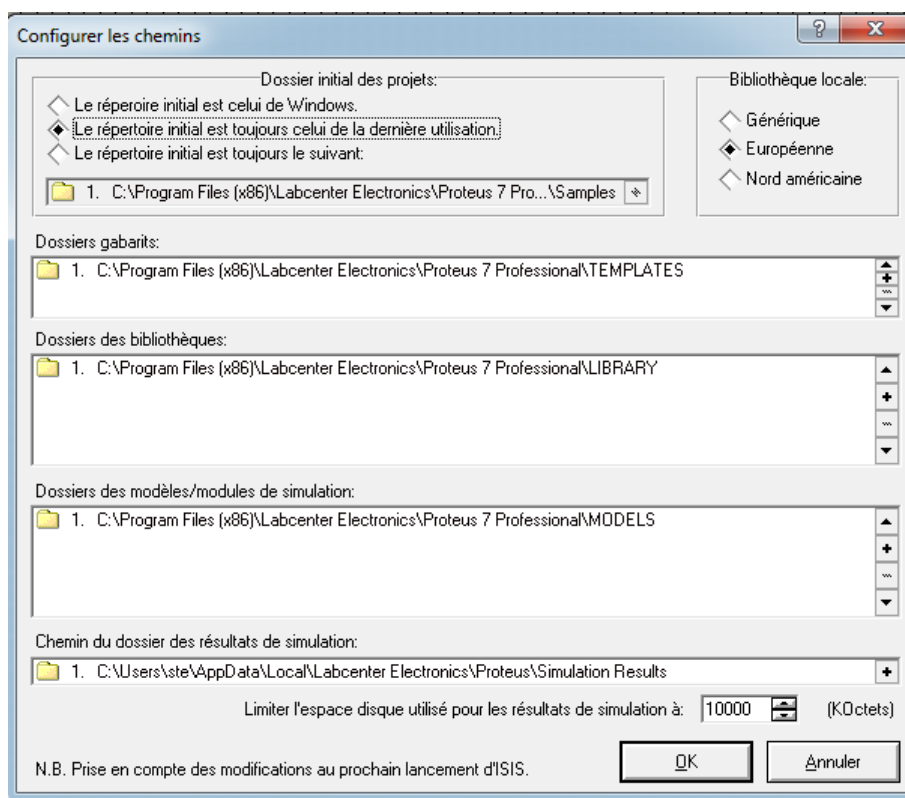 Configurer les chemins
Dossier initial des projets:
Le réperoire initial est celui de Windows.
Le répertoire initial est toujours celui de la dernière utilisation.
Le répertoire initial est toujours le suivant:
1. C:\Program Files (x86)\Labcenter Electronics\Proteus 7 Pro...\Samples
Bibliothèque locale:
Générique
Européenne
Nord américaine
Dossiers gabarits:
1. C:\Program Files (x86)\Labcenter Electronics\Proteus 7 Professional\TEMPLATES
Dossiers des bibliothèques:
1. C:\Program Files (x86)\Labcenter Electronics\Proteus 7 Professional\LIBRARY
Dossiers des modèles/modules de simulation:
1. C:\Program Files (x86)\Labcenter Electronics\Proteus 7 Professional\MODELS
Chemin du dossier des résultats de simulation:
1. C:\Users\ste\AppData\Local\Labcenter Electronics\Proteus\Simulation Results
Limiter l'espace disque utilisé pour les résultats de simulation à: 10000 (KOctets)
N.B. Prise en compte des modifications au prochain lancement d'ISIS.
OK
Annuler